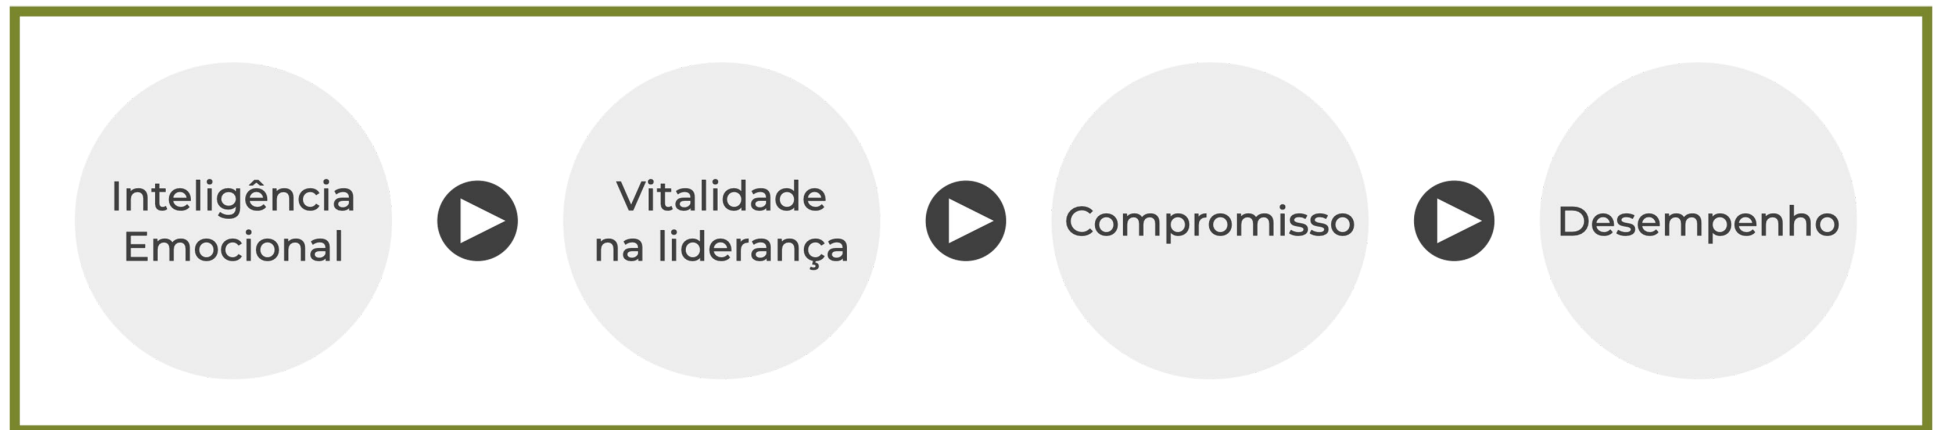 Inteligência
Emocional
Vitalidade
na liderança
Compromisso
Desempenho